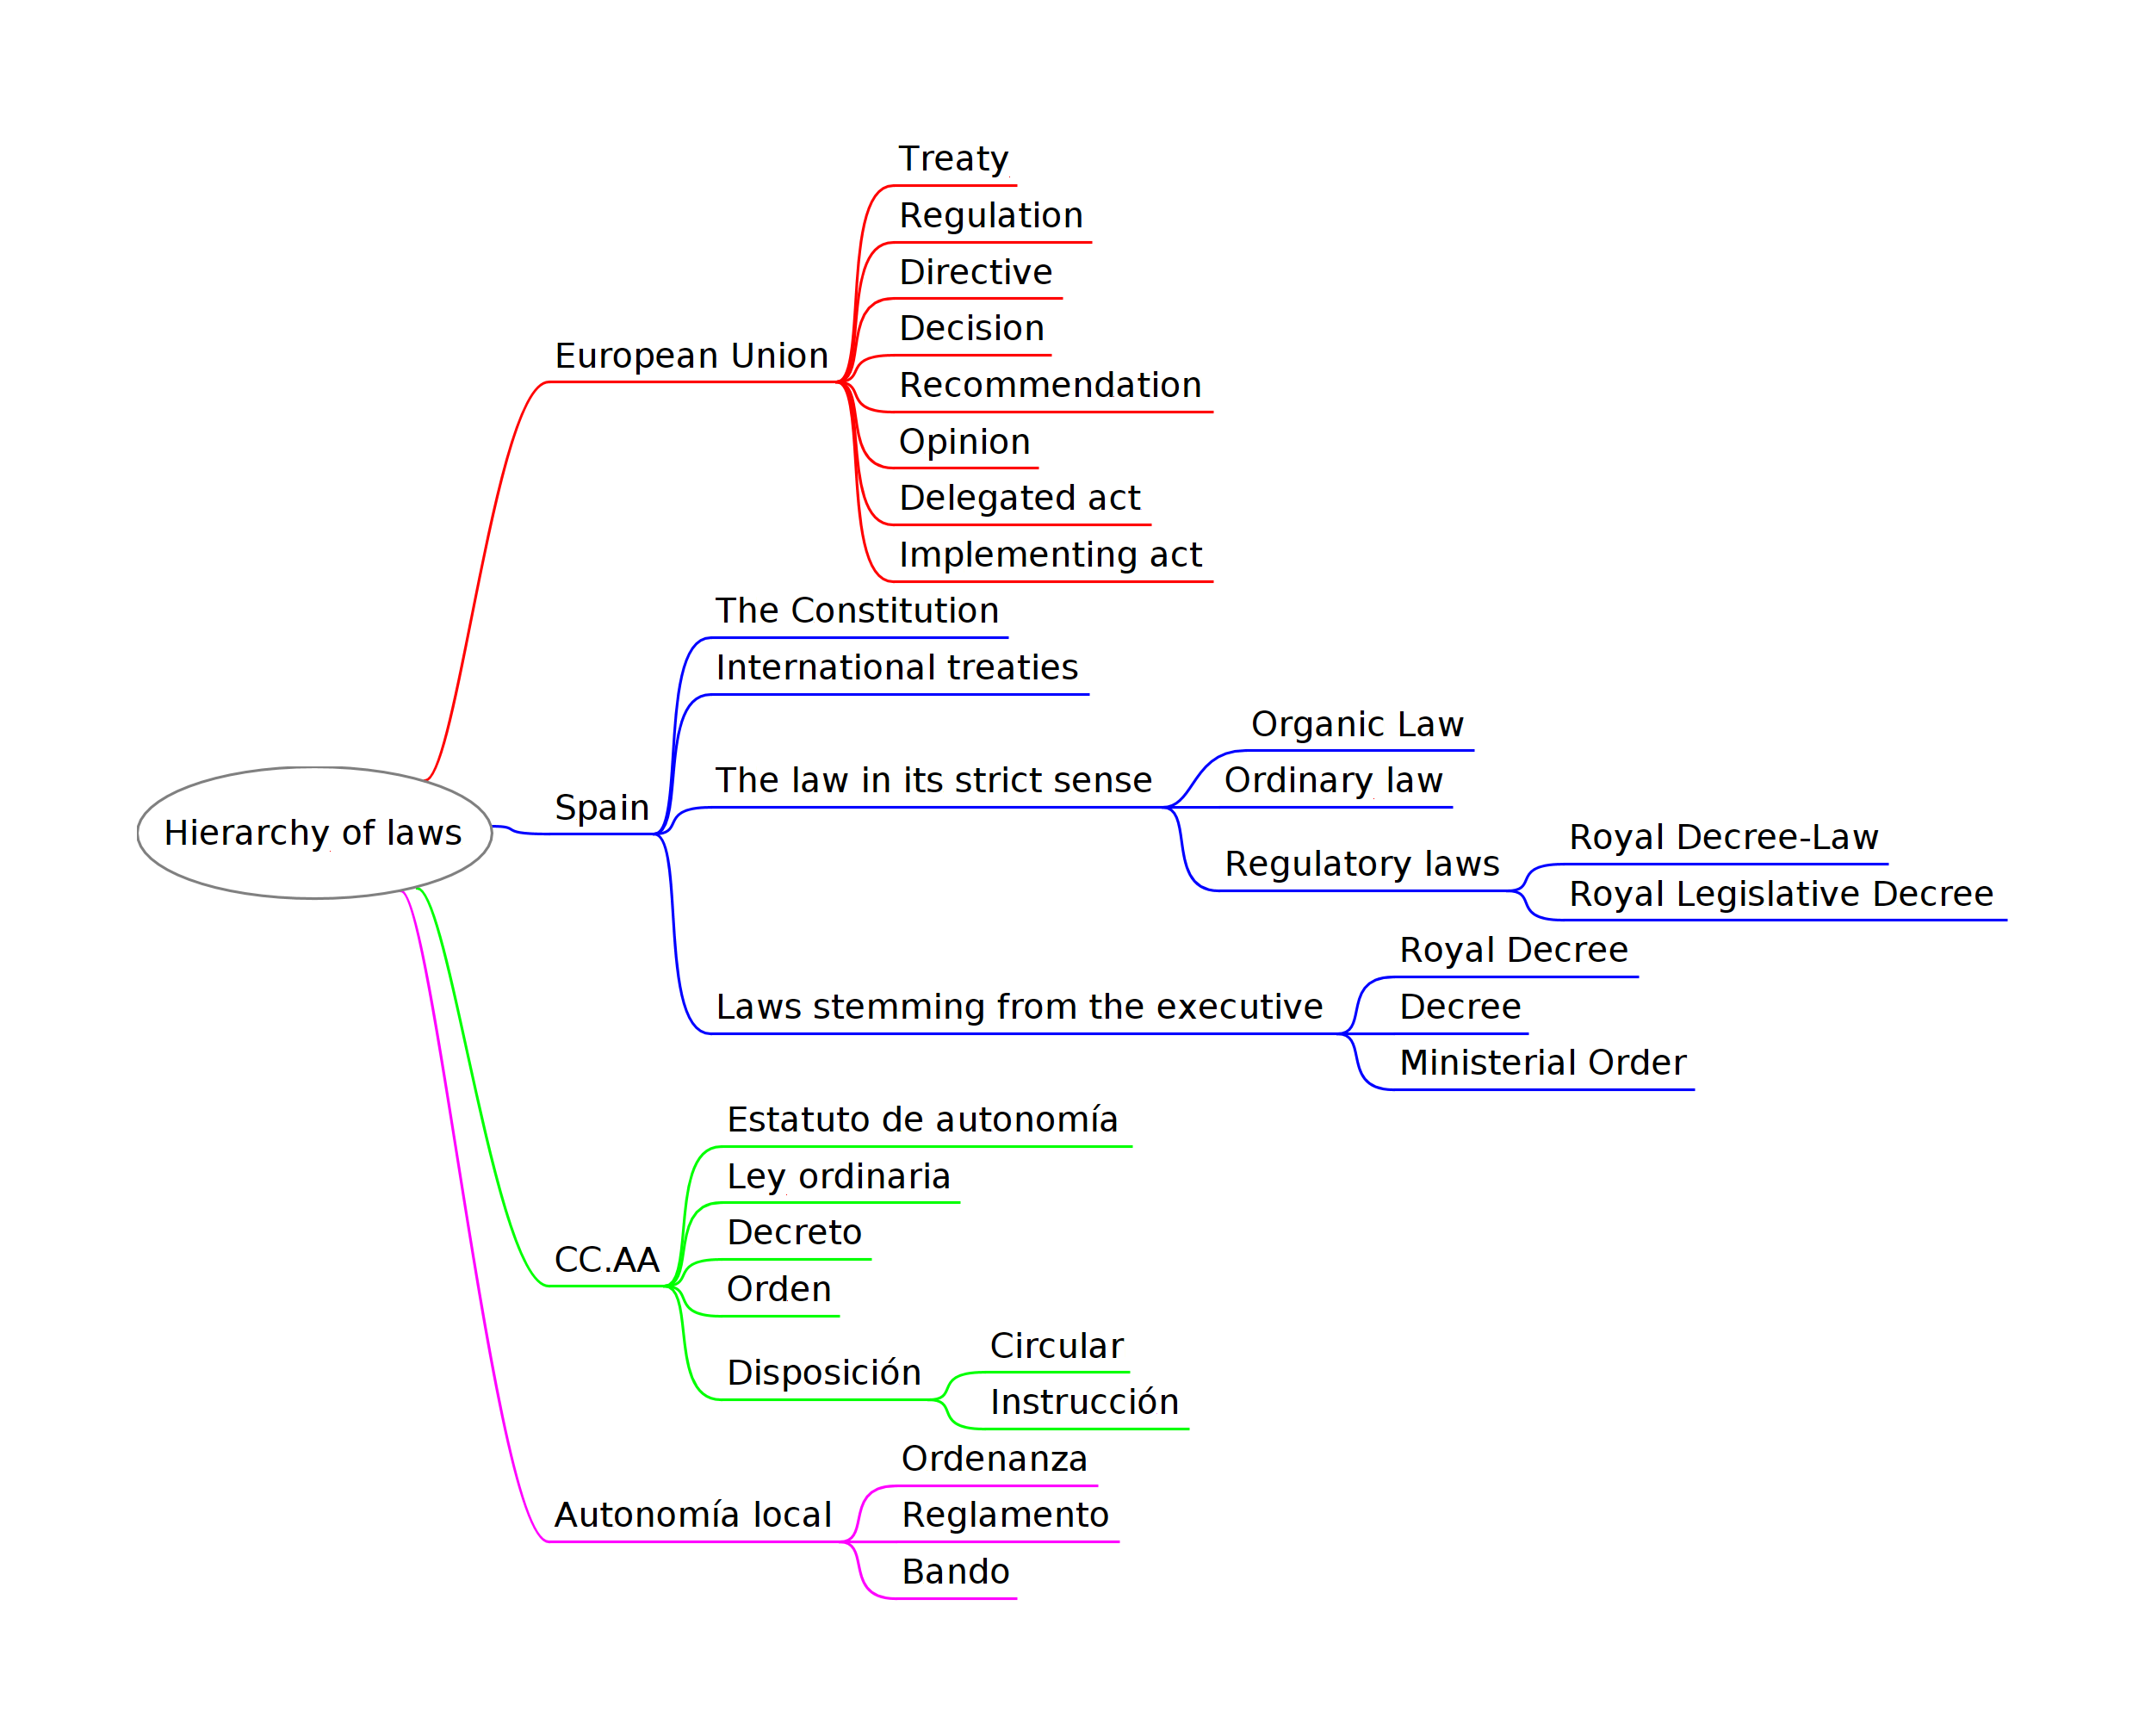 Hierarchy of laws
European Union
Treaty
Regulation
Directive
Decision
Recommendation
Opinion
Delegated act
Implementing act
Spain
The Constitution
International treaties
The law in its strict sense
Organic Law
Ordinary law
Regulatory laws
Royal Decree-Law
Royal Legislative Decree
Laws stemming from the executive
Royal Decree
Decree
Ministerial Order
CC.AA
Estatuto de autonomía
Ley ordinaria
Decreto
Orden
Disposición
Circular
Instrucción
Autonomía local
Ordenanza
Reglamento
Bando